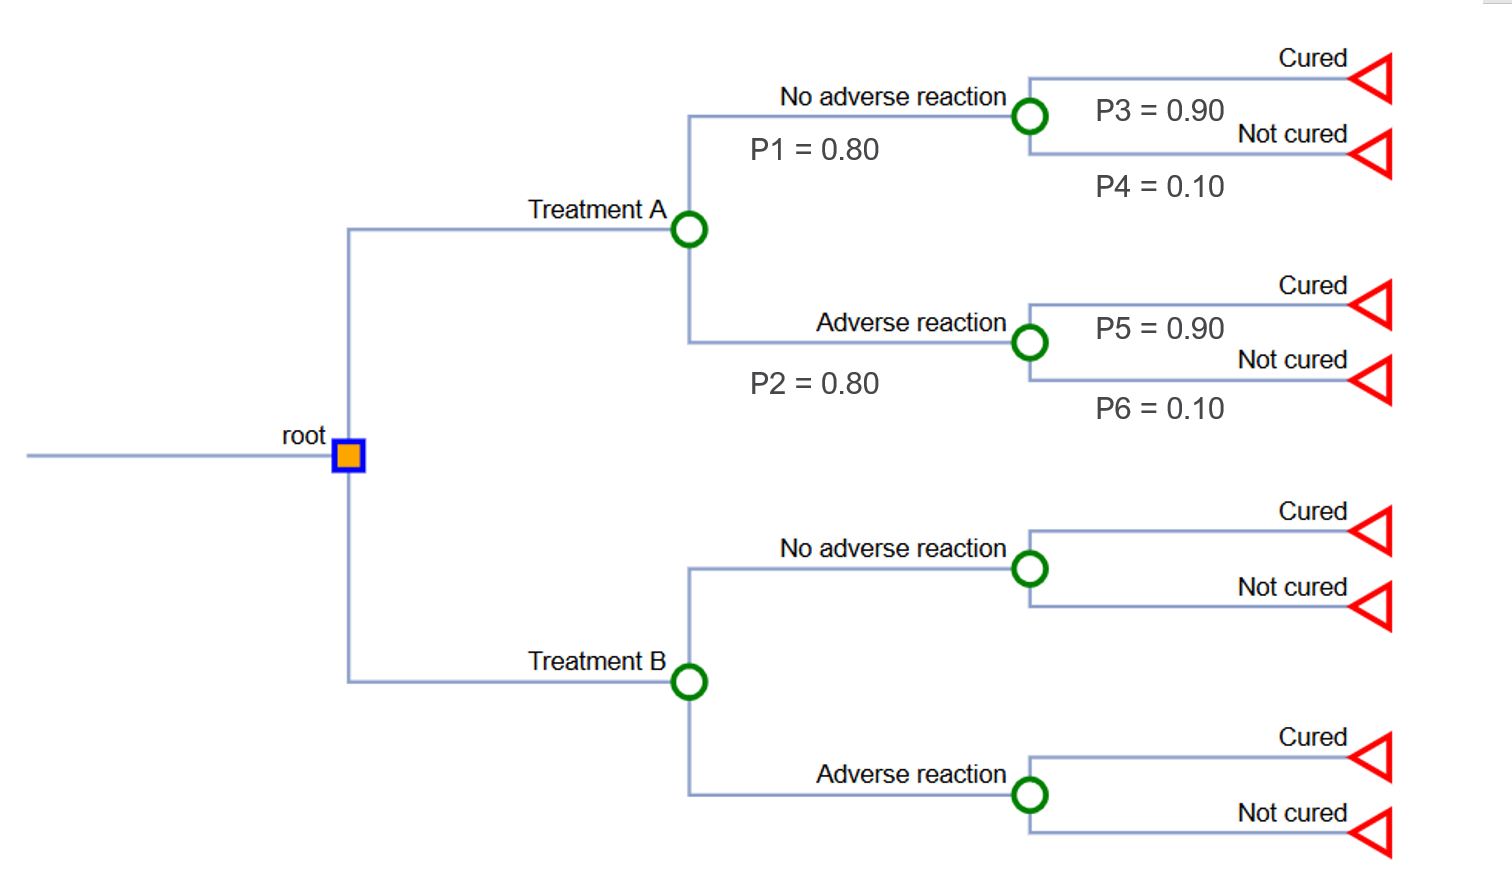 Cured
No adverse reaction
P3 = 0.90
Not cured
P1 = 0.80
P4 = 0.10
Treatment A
Cured
Adverse reaction
P5 = 0.90
Not cured
P2 = 0.80
P6 = 0.10
root
Cured
No adverse reaction
Not cured
Treatment B
Cured
Adverse reaction
Not cured